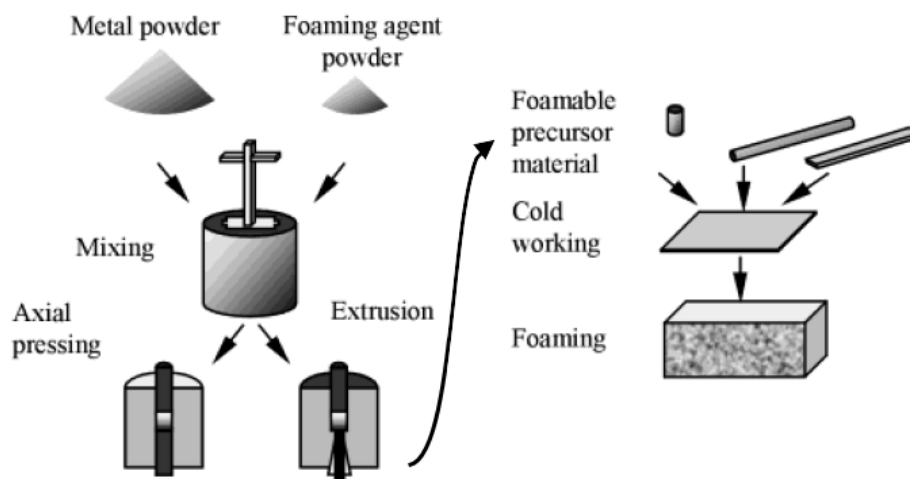 Metal powder
Foaming agent
powder
Mixing
Axial
pressing
Extrusion
Foamable
precursor
material
Cold
working
Foaming